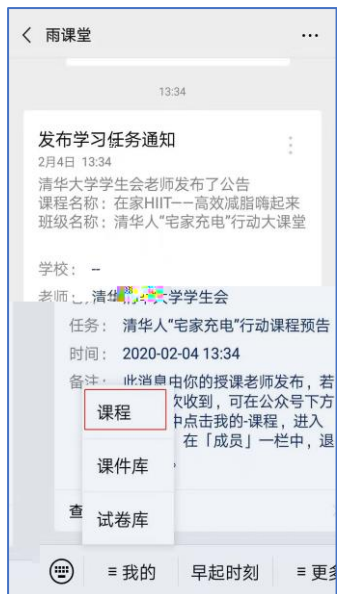 雨课堂
13:34
发布学习任务通知
2月4日 13:34
清华大学学生会老师发布了公告
课程名称：在家HIIT——高效减脂嗨起来
班级名称：清华人“宅家充电”行动大课堂
学校： --
老师
清华 学学生会
任务： 清华人“宅家充电”行动课程预告
时间： 2020-02-04 13:34
备注： 此消息由你的授课老师发布，若
次收到，可在公众号下方
中点击我的-课程，进入
在「成员」一栏中，退
课程
课件库
查
试卷库
≡ 我的 早起时刻 ≡ 更多